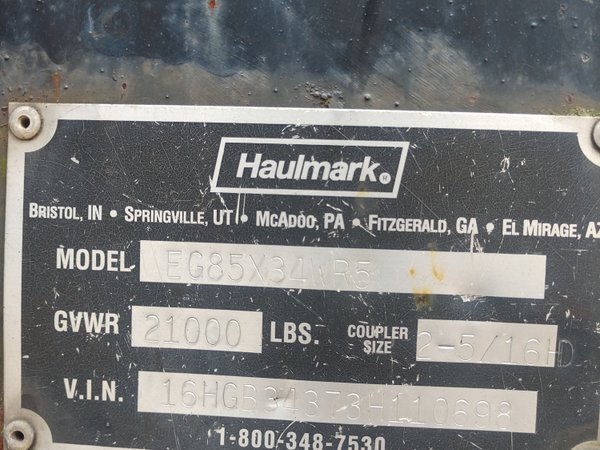 Haulmark®
BRISTOL, IN • SPRINGVILLE, UT • MCADOO, PA • FITZGERALD, GA • EL MIRAGE, AZ
MODEL EG85X34WR5
GVWR 21000 LBS. COUPLER SIZE 2-5/16HD
V.I.N. 16HGB34373H110698
1-800-348-7530